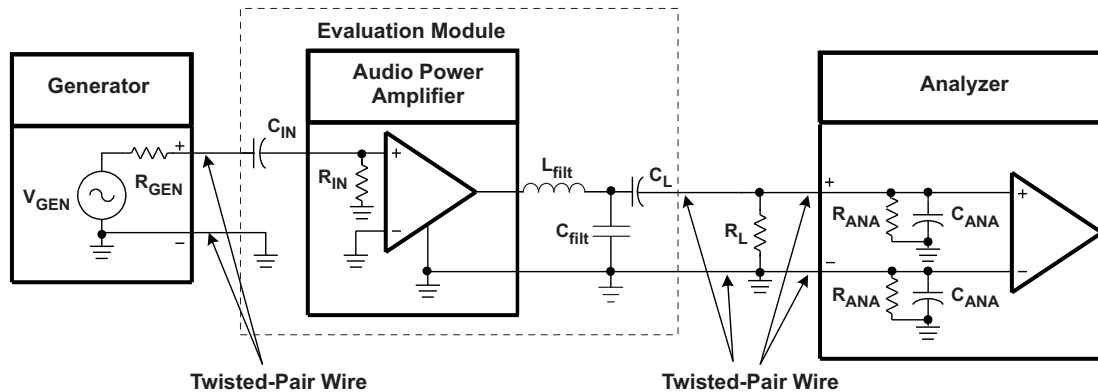 Evaluation Module
Generator
Audio Power
Amplifier
Analyzer
C_IN
L_filt
C_L
+
+
+
+
R_GEN
V_GEN
R_IN
C_filt
R_L
R_ANA
C_ANA
−
−
−
−
R_ANA
C_ANA
Twisted-Pair Wire
Twisted-Pair Wire